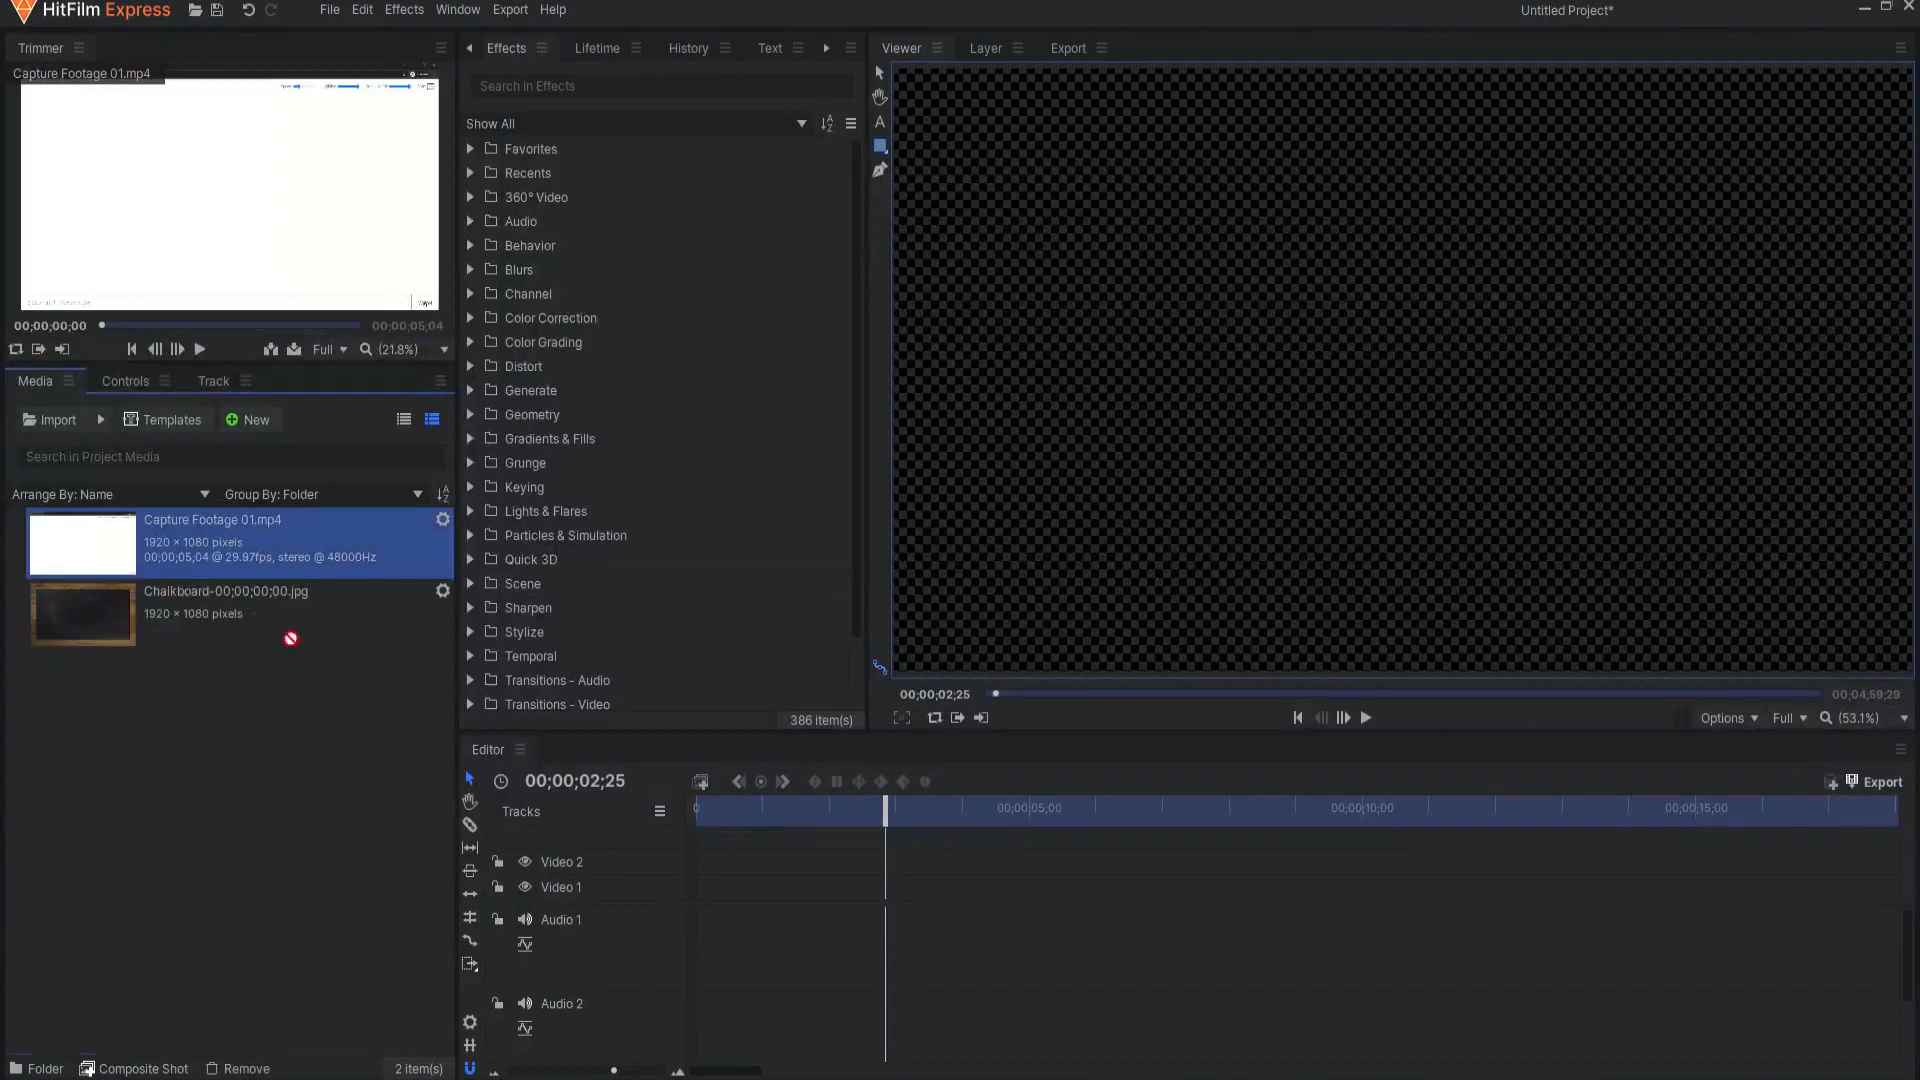 HitFilm Express
File Edit Effects Window Export Help
Untitled Project*
Trimmer
Effects Lifetime History Text
Viewer Layer Export
Capture Footage 01.mp4
Search in Effects
Show All
Favorites
Recents
360° Video
Audio
Behavior
Blurs
Channel
Color Correction
Color Grading
Distort
Generate
Geometry
Gradients & Fills
Grunge
Keying
Lights & Flares
Particles & Simulation
Quick 3D
Scene
Sharpen
Stylize
Temporal
Transitions - Audio
Transitions - Video
386 item(s)
00;00;00;00
00;00;05;04
Full (21.8%)
Media Controls Track
Import Templates New
Search in Project Media
Arrange By: Name Group By: Folder
Capture Footage 01.mp4
1920 × 1080 pixels
00;00;05;04 @ 29.97fps, stereo @ 48000Hz
Chalkboard-00;00;00;00.jpg
1920 × 1080 pixels
Folder Composite Shot Remove 2 item(s)
00;00;02;25
00;04;59;29
Options Full (53.1%)
Editor
00;00;02;25
Export
Tracks
0 00;00;05;00 00;00;10;00 00;00;15;00
Video 2
Video 1
Audio 1
Audio 2